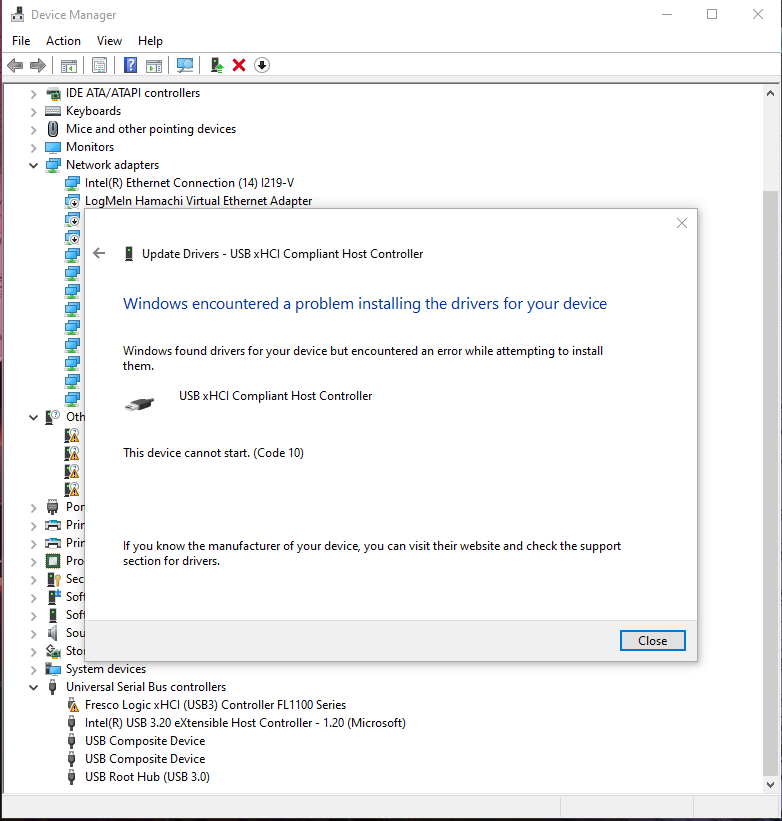 Device Manager
File Action View Help
IDE ATA/ATAPI controllers
Keyboards
Mice and other pointing devices
Monitors
Network adapters
Intel(R) Ethernet Connection (14) I219-V
LogMeIn Hamachi Virtual Ethernet Adapter
Update Drivers - USB xHCI Compliant Host Controller
Windows encountered a problem installing the drivers for your device
Windows found drivers for your device but encountered an error while attempting to install
them.
USB xHCI Compliant Host Controller
This device cannot start. (Code 10)
If you know the manufacturer of your device, you can visit their website and check the support
section for drivers.
Close
Oth
Por
Prin
Prin
Pro
Sec
Soft
Soft
Sou
Sto
System devices
Universal Serial Bus controllers
Fresco Logic xHCI (USB3) Controller FL1100 Series
Intel(R) USB 3.20 eXtensible Host Controller - 1.20 (Microsoft)
USB Composite Device
USB Composite Device
USB Root Hub (USB 3.0)